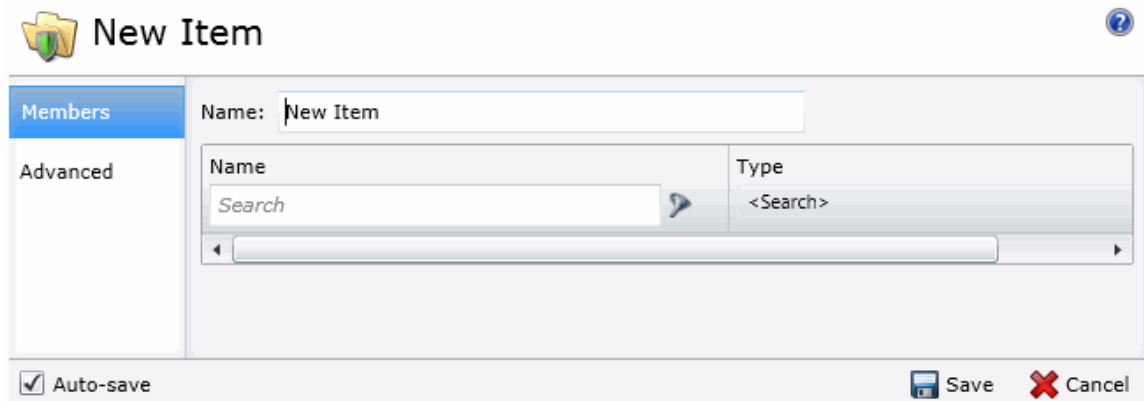 New Item
Members
Name: New Item
Advanced
Name Type
Search <Search>
Auto-save Save Cancel